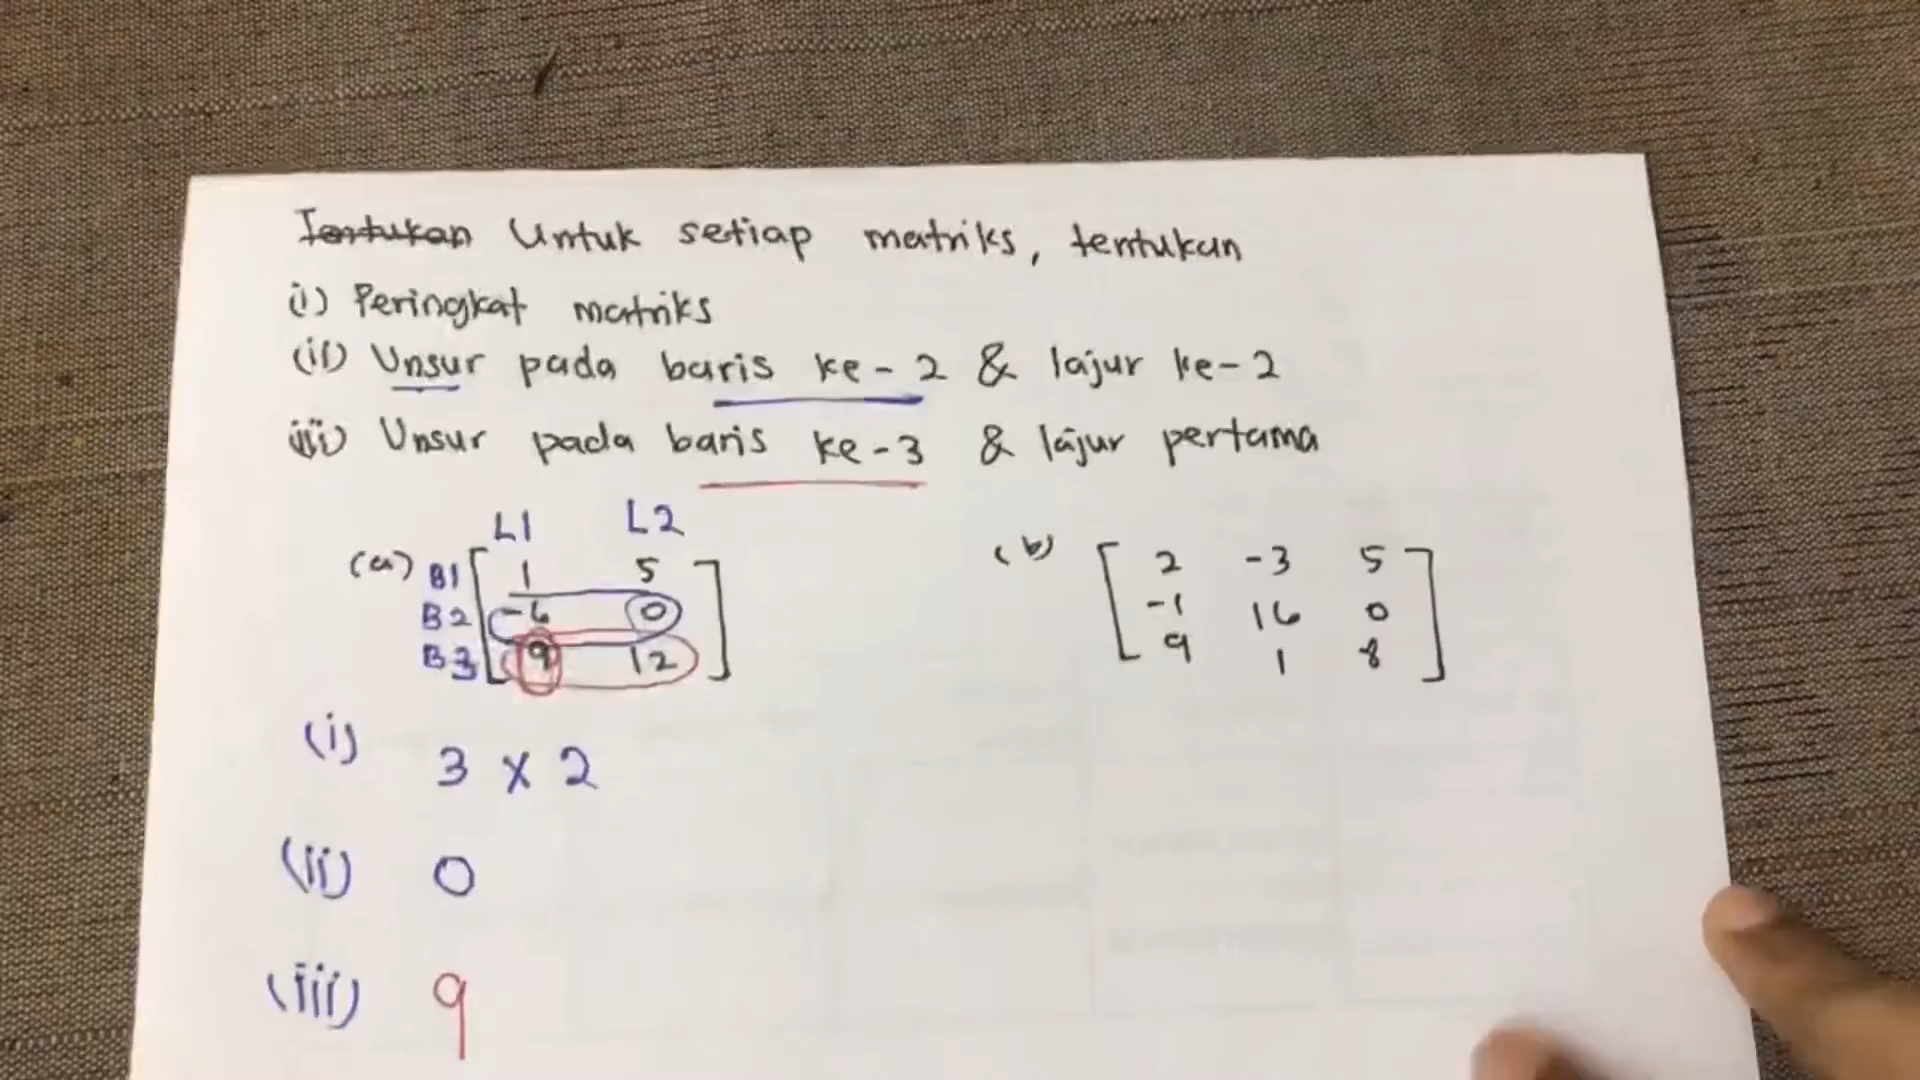 Tentukan Untuk setiap matriks, tentukan
(i) Peringkat matriks
(ii) Unsur pada baris ke-2 & lajur ke-2
(iii) Unsur pada baris ke-3 & lajur pertama
L1 L2
(a) B1 [ 1 5 ]
B2 -6 0
B3 9 12
(b) [ 2 -3 5 ]
-1 16 0
9 1 8
(i) 3 x 2
(ii) 0
(iii) 9